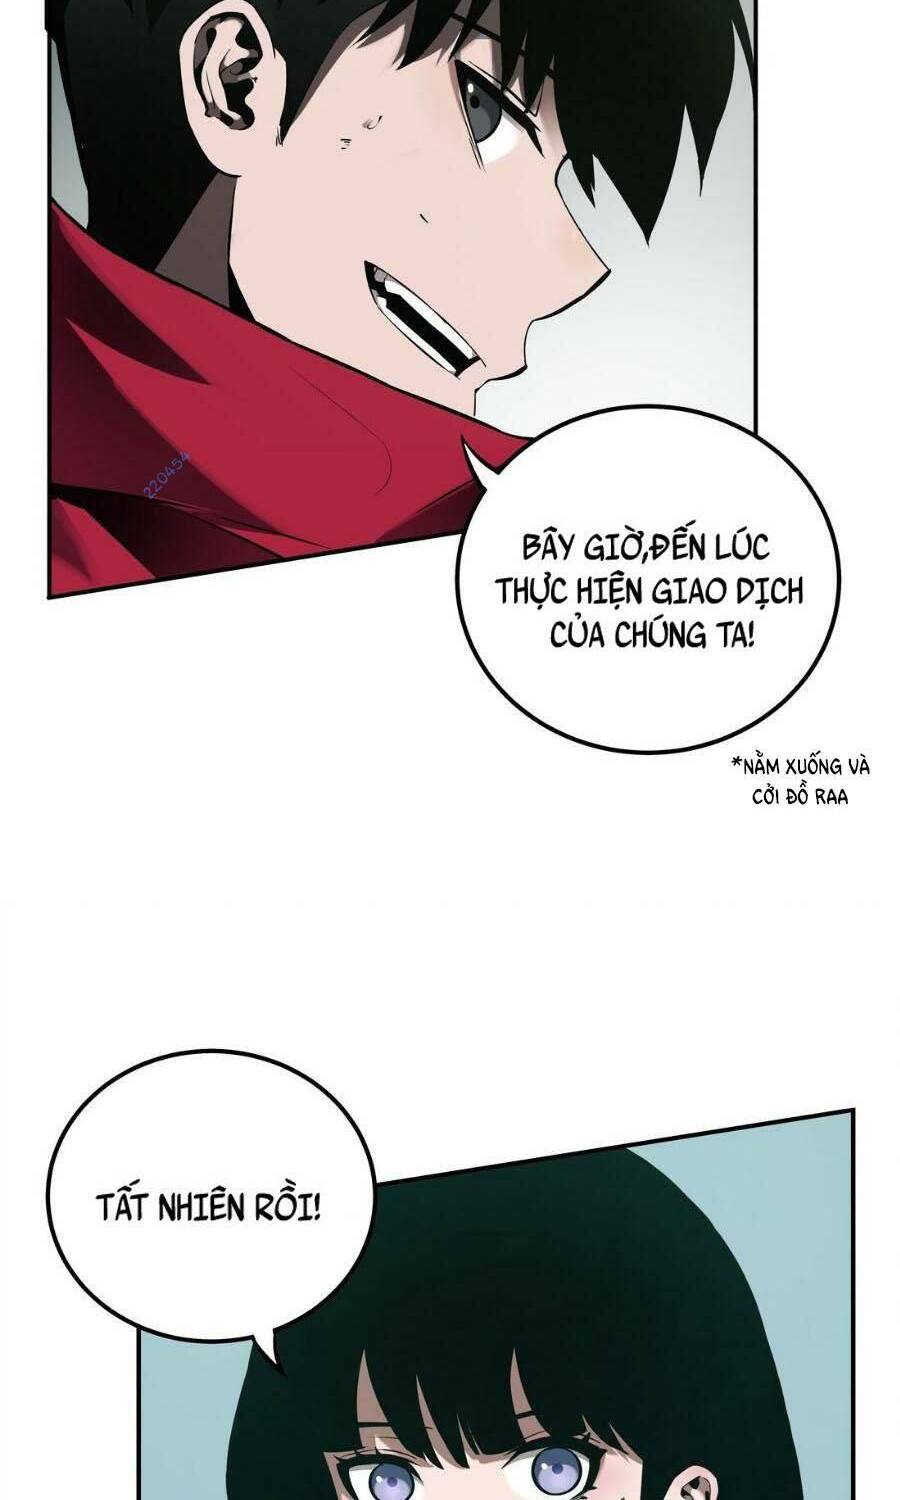 220454
BÂY GIỜ,ĐẾN LÚC
THỰC HIỆN GIAO DỊCH
CỦA CHÚNG TA!
*NẰM XUỐNG VÀ
CỞI ĐỒ RAA
TẤT NHIÊN RỒI!